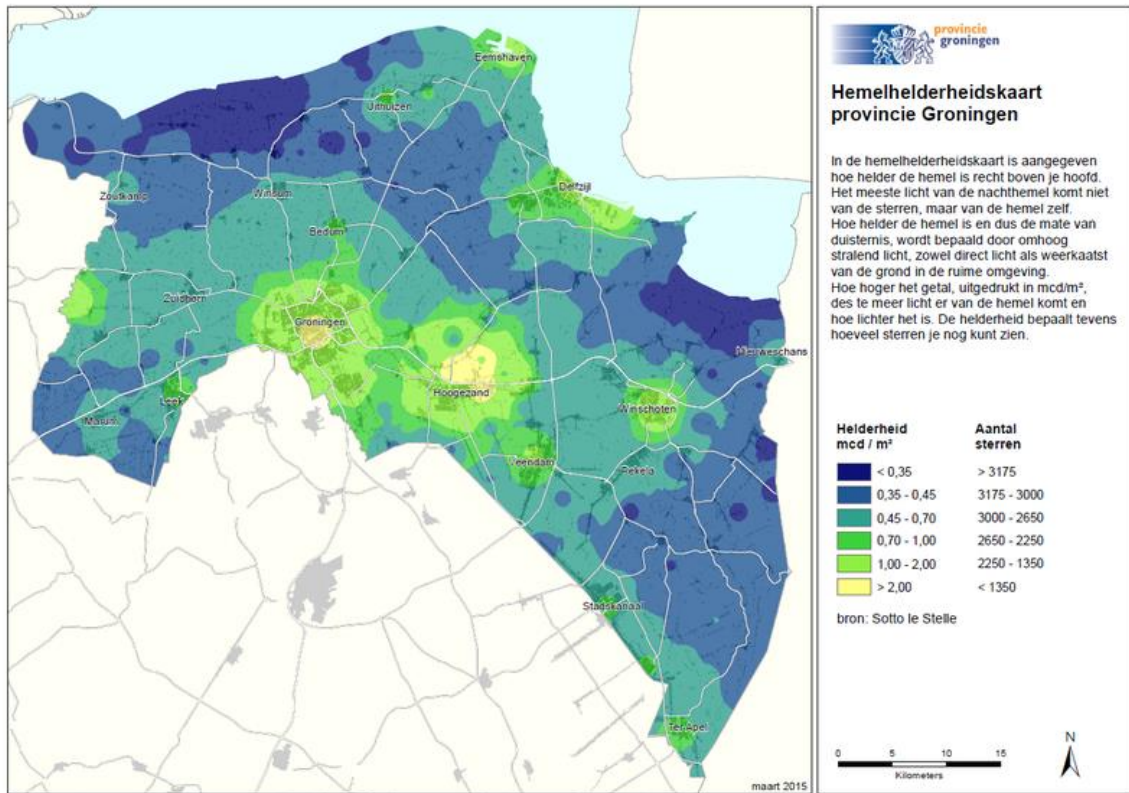 Eemshaven
Uithuizen
Delfzijl
Zoutkamp
Winsum
Bedum
Zuidhorn
Groningen
Nieuweschans
Hoogezand
Leek
Marum
Winschoten
Veendam
Pekela
Stadskanaal
Ter Apel
maart 2015
provincie
groningen
Hemelhelderheidskaart
provincie Groningen
In de hemelhelderheidskaart is aangegeven
hoe helder de hemel is recht boven je hoofd.
Het meeste licht van de nachthemel komt niet
van de sterren, maar van de hemel zelf.
Hoe helder de hemel is en dus de mate van
duisternis, wordt bepaald door omhoog
stralend licht, zowel direct licht als weerkaatst
van de grond in de ruime omgeving.
Hoe hoger het getal, uitgedrukt in mcd/m²,
des te meer licht er van de hemel komt en
hoe lichter het is. De helderheid bepaalt tevens
hoeveel sterren je nog kunt zien.
Helderheid Aantal
mcd / m² sterren
< 0,35 > 3175
0,35 - 0,45 3175 - 3000
0,45 - 0,70 3000 - 2650
0,70 - 1,00 2650 - 2250
1,00 - 2,00 2250 - 1350
> 2,00 < 1350
bron: Sotto le Stelle
0 5 10 15
Kilometers
N